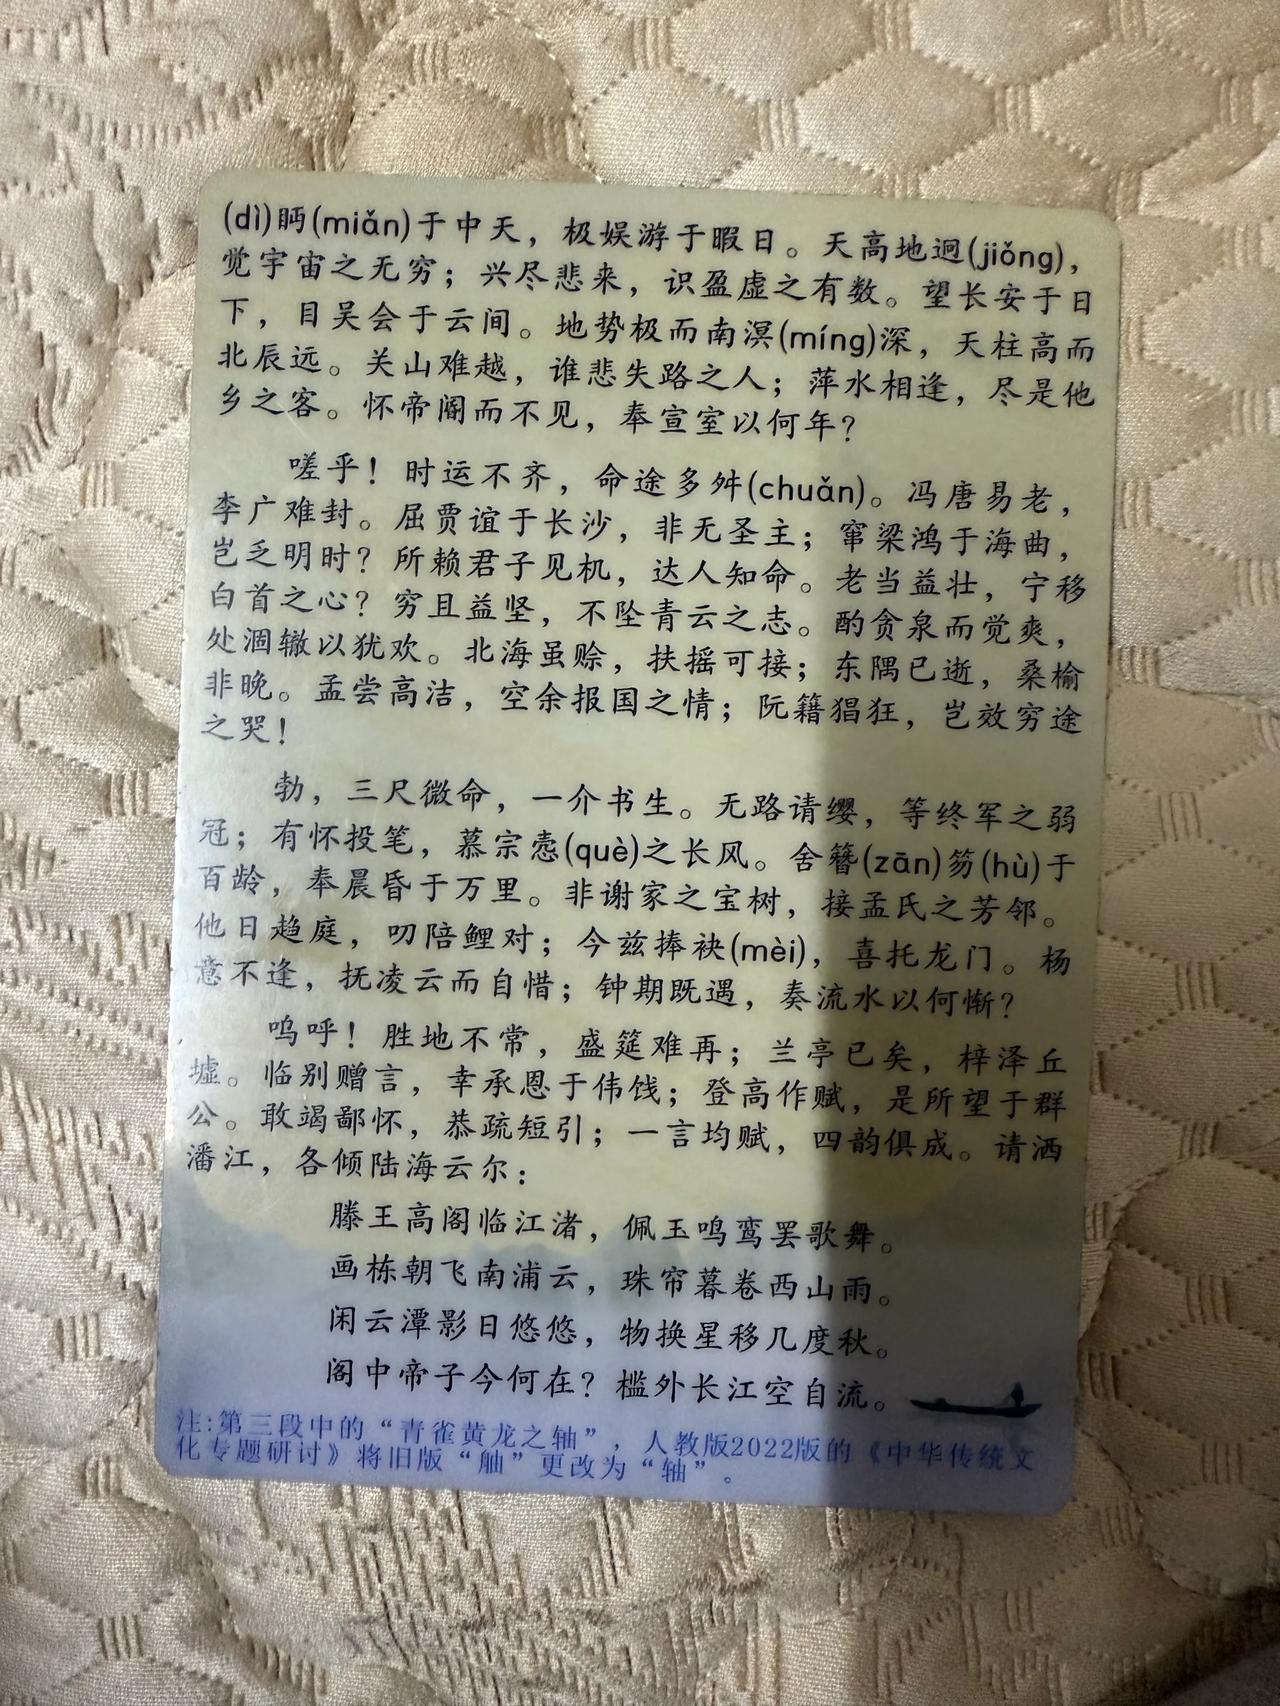 (dì)眄(miǎn)于中天，极娱游于暇日。天高地迥(jiǒng)，
觉宇宙之无穷；兴尽悲来，识盈虚之有数。望长安于日
下，目吴会于云间。地势极而南溟(míng)深，天柱高而
北辰远。关山难越，谁悲失路之人；萍水相逢，尽是他
乡之客。怀帝阍而不见，奉宣室以何年？
嗟乎！时运不齐，命途多舛(chuǎn)。冯唐易老，
李广难封。屈贾谊于长沙，非无圣主；窜梁鸿于海曲，
岂乏明时？所赖君子见机，达人知命。老当益壮，宁移
白首之心？穷且益坚，不坠青云之志。酌贪泉而觉爽，
处涸辙以犹欢。北海虽赊，扶摇可接；东隅已逝，桑榆
非晚。孟尝高洁，空余报国之情；阮籍猖狂，岂效穷途
之哭！
勃，三尺微命，一介书生。无路请缨，等终军之弱
冠；有怀投笔，慕宗悫(què)之长风。舍簪(zān)笏(hù)于
百龄，奉晨昏于万里。非谢家之宝树，接孟氏之芳邻。
他日趋庭，叨陪鲤对；今兹捧袂(mèi)，喜托龙门。杨
意不逢，抚凌云而自惜；钟期既遇，奏流水以何惭？
呜呼！胜地不常，盛筵难再；兰亭已矣，梓泽丘
墟。临别赠言，幸承恩于伟饯；登高作赋，是所望于群
公。敢竭鄙怀，恭疏短引；一言均赋，四韵俱成。请洒
潘江，各倾陆海云尔：
滕王高阁临江渚，佩玉鸣鸾罢歌舞。
画栋朝飞南浦云，珠帘暮卷西山雨。
闲云潭影日悠悠，物换星移几度秋。
阁中帝子今何在？槛外长江空自流。
注:第三段中的“青雀黄龙之轴”，人教版2022版的《中华传统文
化专题研讨》将旧版“舳”更改为“轴”。